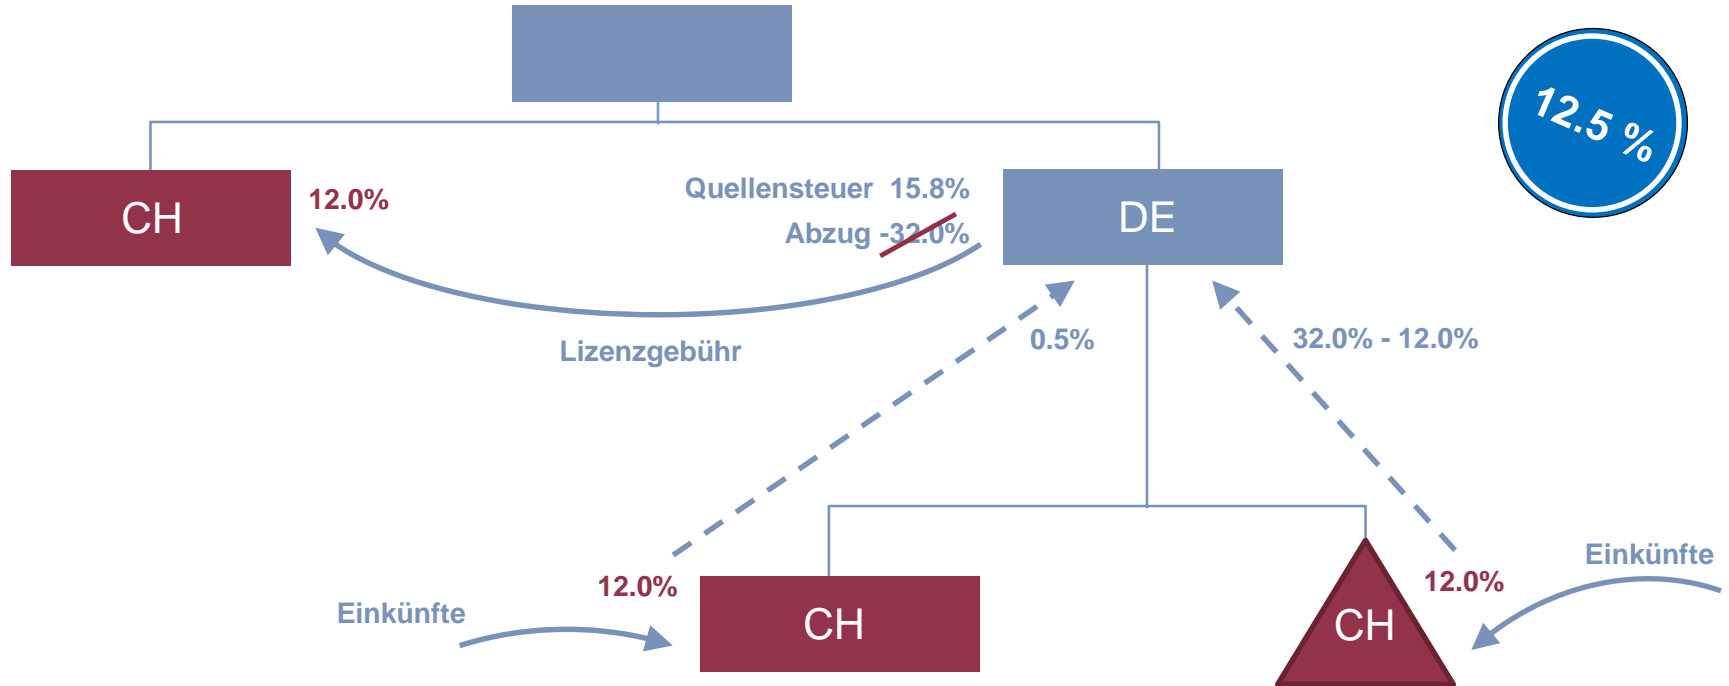 12.5 %
CH
12.0%
Quellensteuer 15.8%
Abzug -32.0%
DE
Lizenzgebühr
0.5%
32.0% - 12.0%
Einkünfte
12.0%
CH
CH
12.0%
Einkünfte